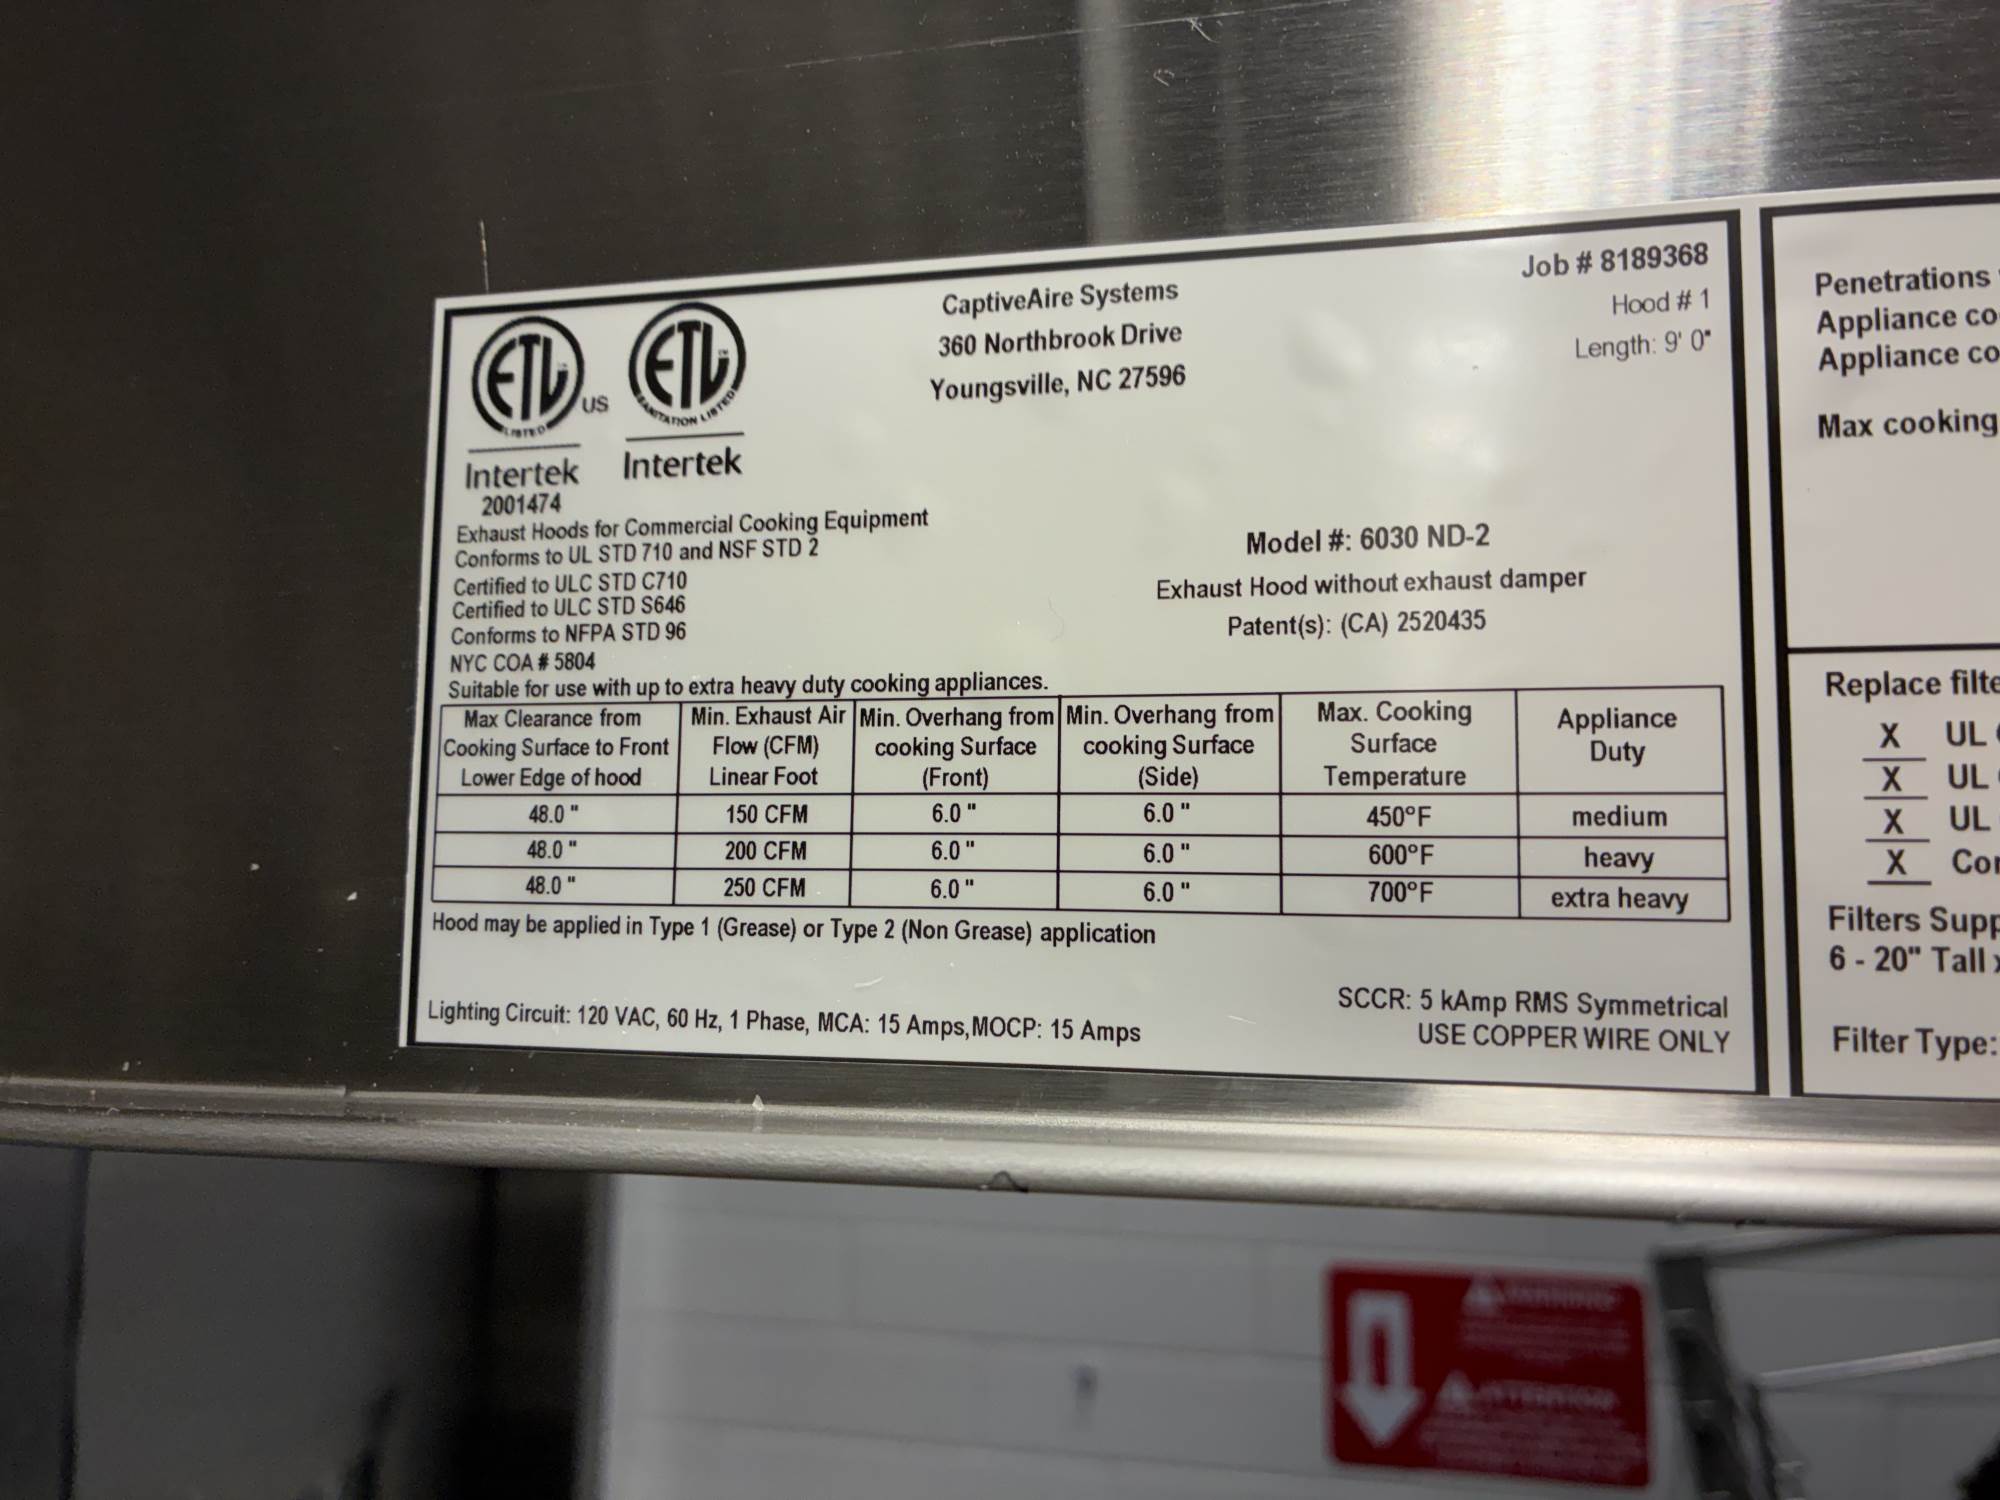 ETL
LISTED
US
Intertek
2001474
ETL
SANITATION LISTED
Intertek
CaptiveAire Systems
360 Northbrook Drive
Youngsville, NC 27596
Job # 8189368
Hood # 1
Length: 9' 0"
Exhaust Hoods for Commercial Cooking Equipment
Conforms to UL STD 710 and NSF STD 2
Certified to ULC STD C710
Certified to ULC STD S646
Conforms to NFPA STD 96
NYC COA # 5804
Model #: 6030 ND-2
Exhaust Hood without exhaust damper
Patent(s): (CA) 2520435
Suitable for use with up to extra heavy duty cooking appliances.
Max Clearance from Cooking Surface to Front Lower Edge of hood
Min. Exhaust Air Flow (CFM) Linear Foot
Min. Overhang from cooking Surface (Front)
Min. Overhang from cooking Surface (Side)
Max. Cooking Surface Temperature
Appliance Duty
48.0 " 150 CFM 6.0 " 6.0 " 450°F medium
48.0 " 200 CFM 6.0 " 6.0 " 600°F heavy
48.0 " 250 CFM 6.0 " 6.0 " 700°F extra heavy
Hood may be applied in Type 1 (Grease) or Type 2 (Non Grease) application
Lighting Circuit: 120 VAC, 60 Hz, 1 Phase, MCA: 15 Amps, MOCP: 15 Amps
SCCR: 5 kAmp RMS Symmetrical
USE COPPER WIRE ONLY
Penetrations
Appliance co
Appliance co
Max cooking
Replace filte
X UL
X UL
X UL
X Cor
Filters Supp
6 - 20" Tall
Filter Type: